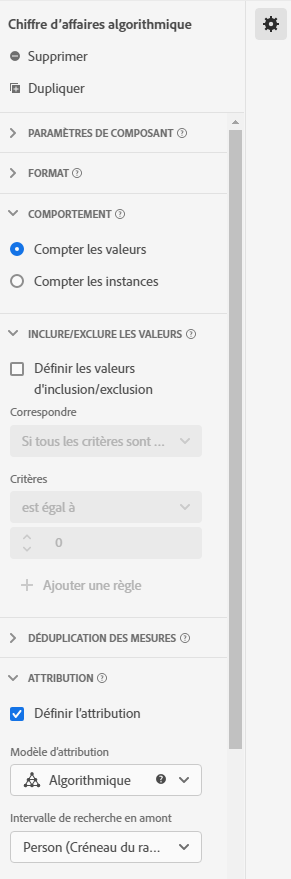 Chiffre d’affaires algorithmique
Supprimer
Dupliquer
PARAMÈTRES DE COMPOSANT
FORMAT
COMPORTEMENT
Compter les valeurs
Compter les instances
INCLURE/EXCLURE LES VALEURS
Définir les valeurs
d’inclusion/exclusion
Correspondre
Si tous les critères sont ...
Critères
est égal à
0
Ajouter une règle
DÉDUPLICATION DES MESURES
ATTRIBUTION
Définir l’attribution
Modèle d’attribution
Algorithmique
Intervalle de recherche en amont
Person (Créneau du ra...